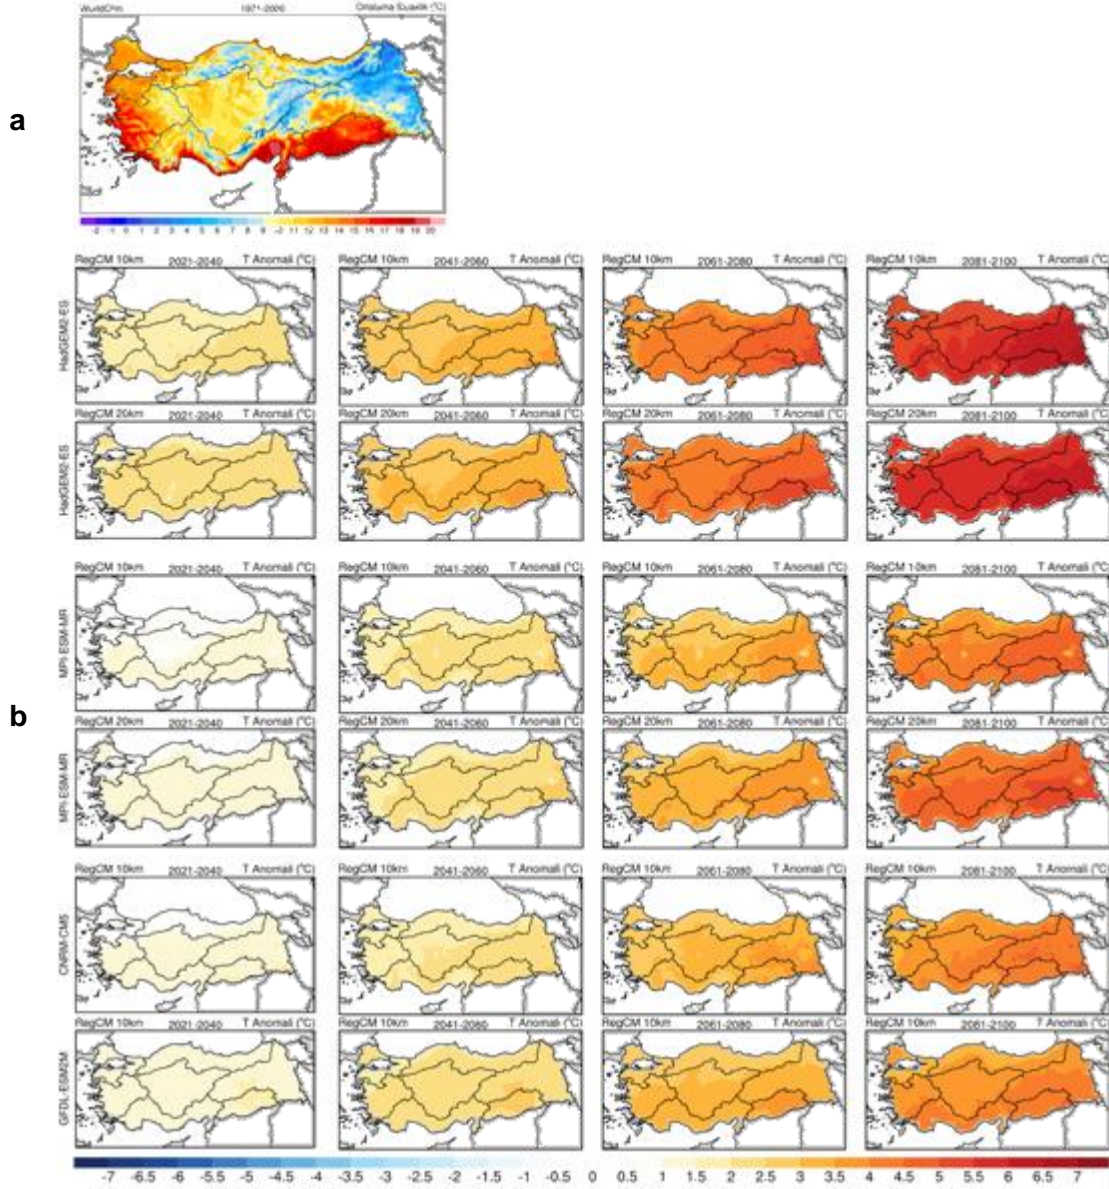 WorldClim 1971-2000 Ortalama Sıcaklık (°C)
a
-2 -1 0 1 2 3 4 5 6 7 8 9 11 12 13 14 15 16 17 18 19 20
RegCM 10km 2021-2040 T Anomali (°C) RegCM 10km 2041-2060 T Anomali (°C) RegCM 10km 2061-2080 T Anomali (°C) RegCM 10km 2081-2100 T Anomali (°C)
HadGEM2-ES
RegCM 20km 2021-2040 T Anomali (°C) RegCM 20km 2041-2060 T Anomali (°C) RegCM 20km 2061-2080 T Anomali (°C) RegCM 20km 2081-2100 T Anomali (°C)
HadGEM2-ES
RegCM 10km 2021-2040 T Anomali (°C) RegCM 10km 2041-2060 T Anomali (°C) RegCM 10km 2061-2080 T Anomali (°C) RegCM 10km 2081-2100 T Anomali (°C)
MPI-ESM-MR
b
RegCM 20km 2021-2040 T Anomali (°C) RegCM 20km 2041-2060 T Anomali (°C) RegCM 20km 2061-2080 T Anomali (°C) RegCM 20km 2081-2100 T Anomali (°C)
MPI-ESM-MR
RegCM 10km 2021-2040 T Anomali (°C) RegCM 10km 2041-2060 T Anomali (°C) RegCM 10km 2061-2080 T Anomali (°C) RegCM 10km 2081-2100 T Anomali (°C)
CNRM-CM5
RegCM 10km 2021-2040 T Anomali (°C) RegCM 10km 2041-2060 T Anomali (°C) RegCM 10km 2061-2080 T Anomali (°C) RegCM 10km 2081-2100 T Anomali (°C)
GFDL-ESM2M
-7 -6.5 -6 -5.5 -5 -4.5 -4 -3.5 -3 -2.5 -2 -1.5 -1 -0.5 0 0.5 1 1.5 2 2.5 3 3.5 4 4.5 5 5.5 6 6.5 7